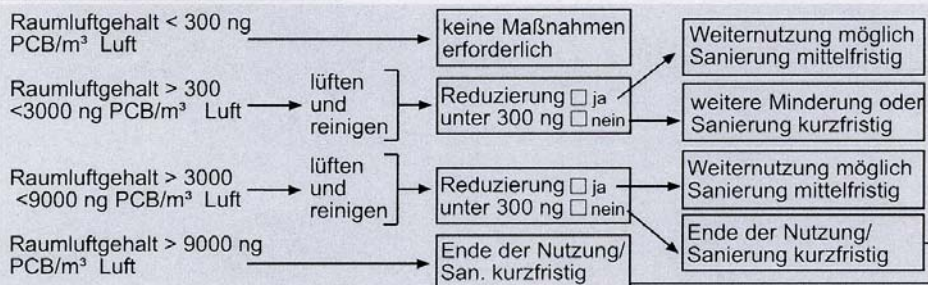 Raumluftgehalt < 300 ng
PCB/m³ Luft
keine Maßnahmen
erforderlich
Weiternutzung möglich
Sanierung mittelfristig
Raumluftgehalt > 300
<3000 ng PCB/m³ Luft
lüften
und
reinigen
Reduzierung ☐ ja
unter 300 ng ☐ nein
weitere Minderung oder
Sanierung kurzfristig
Raumluftgehalt > 3000
<9000 ng PCB/m³ Luft
lüften
und
reinigen
Reduzierung ☐ ja
unter 300 ng ☐ nein
Weiternutzung möglich
Sanierung mittelfristig
Ende der Nutzung/
Sanierung kurzfristig
Raumluftgehalt > 9000 ng
PCB/m³ Luft
Ende der Nutzung/
San. kurzfristig